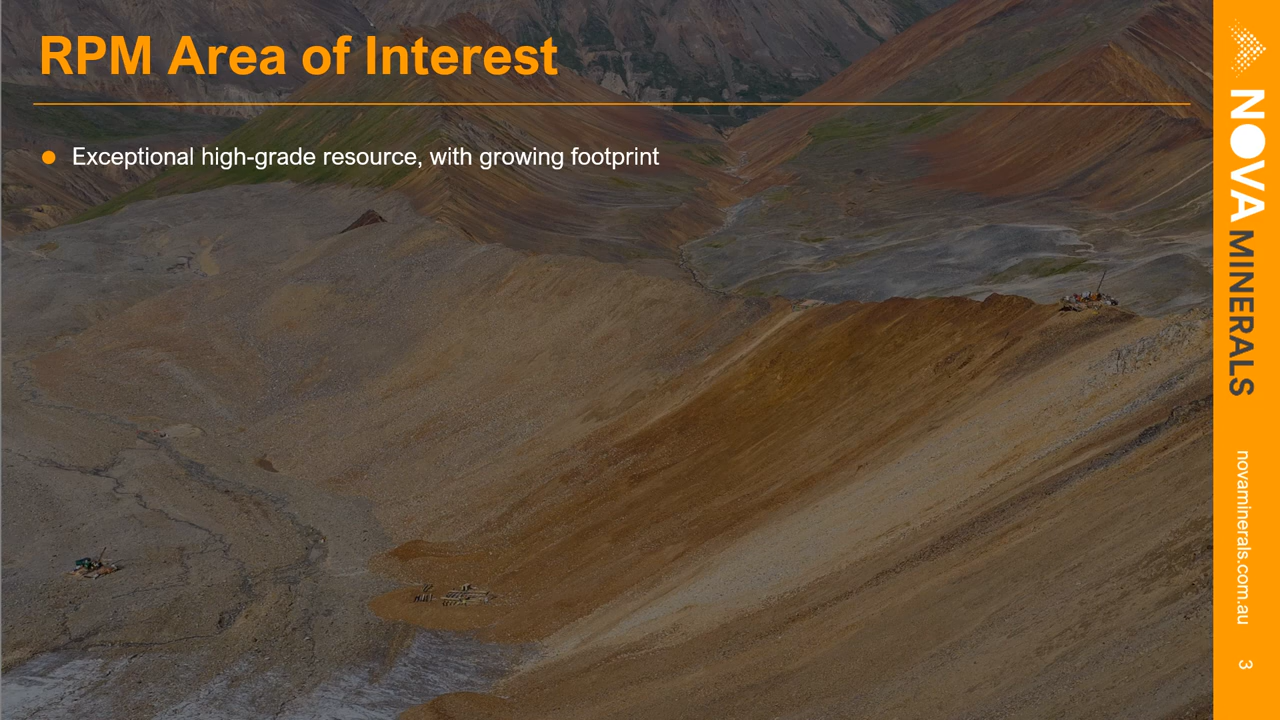 RPM Area of Interest
Exceptional high-grade resource, with growing footprint
NOVA MINERALS
novaminerals.com.au
3